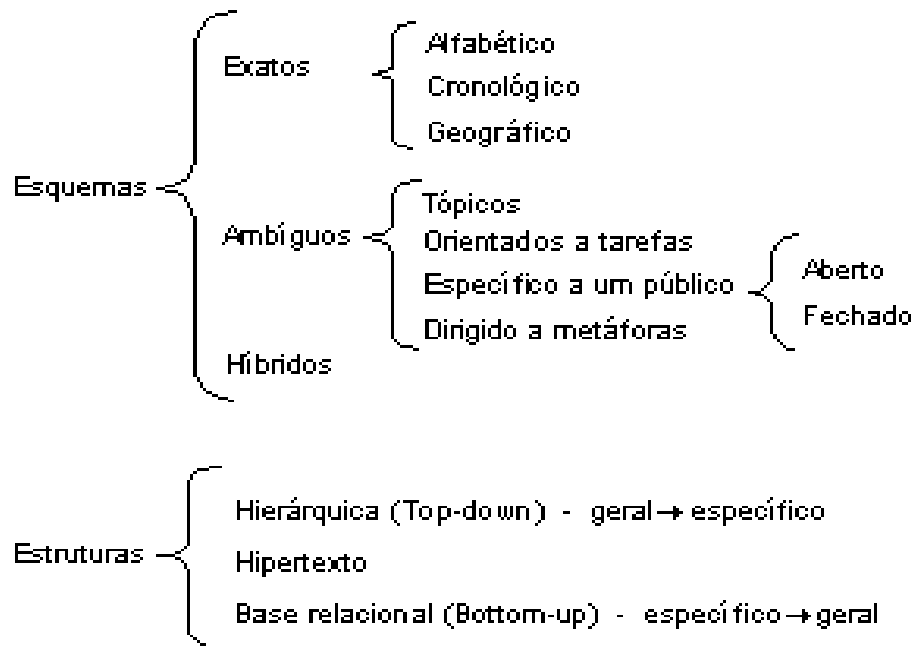 Esquemas
Exatos
Alfabético
Cronológico
Geográfico
Ambíguos
Tópicos
Orientados a tarefas
Específico a um público
Aberto
Fechado
Dirigido a metáforas
Híbridos
Estruturas
Hierárquica (Top-down) - geral → específico
Hipertexto
Base relacional (Bottom-up) - específico → geral